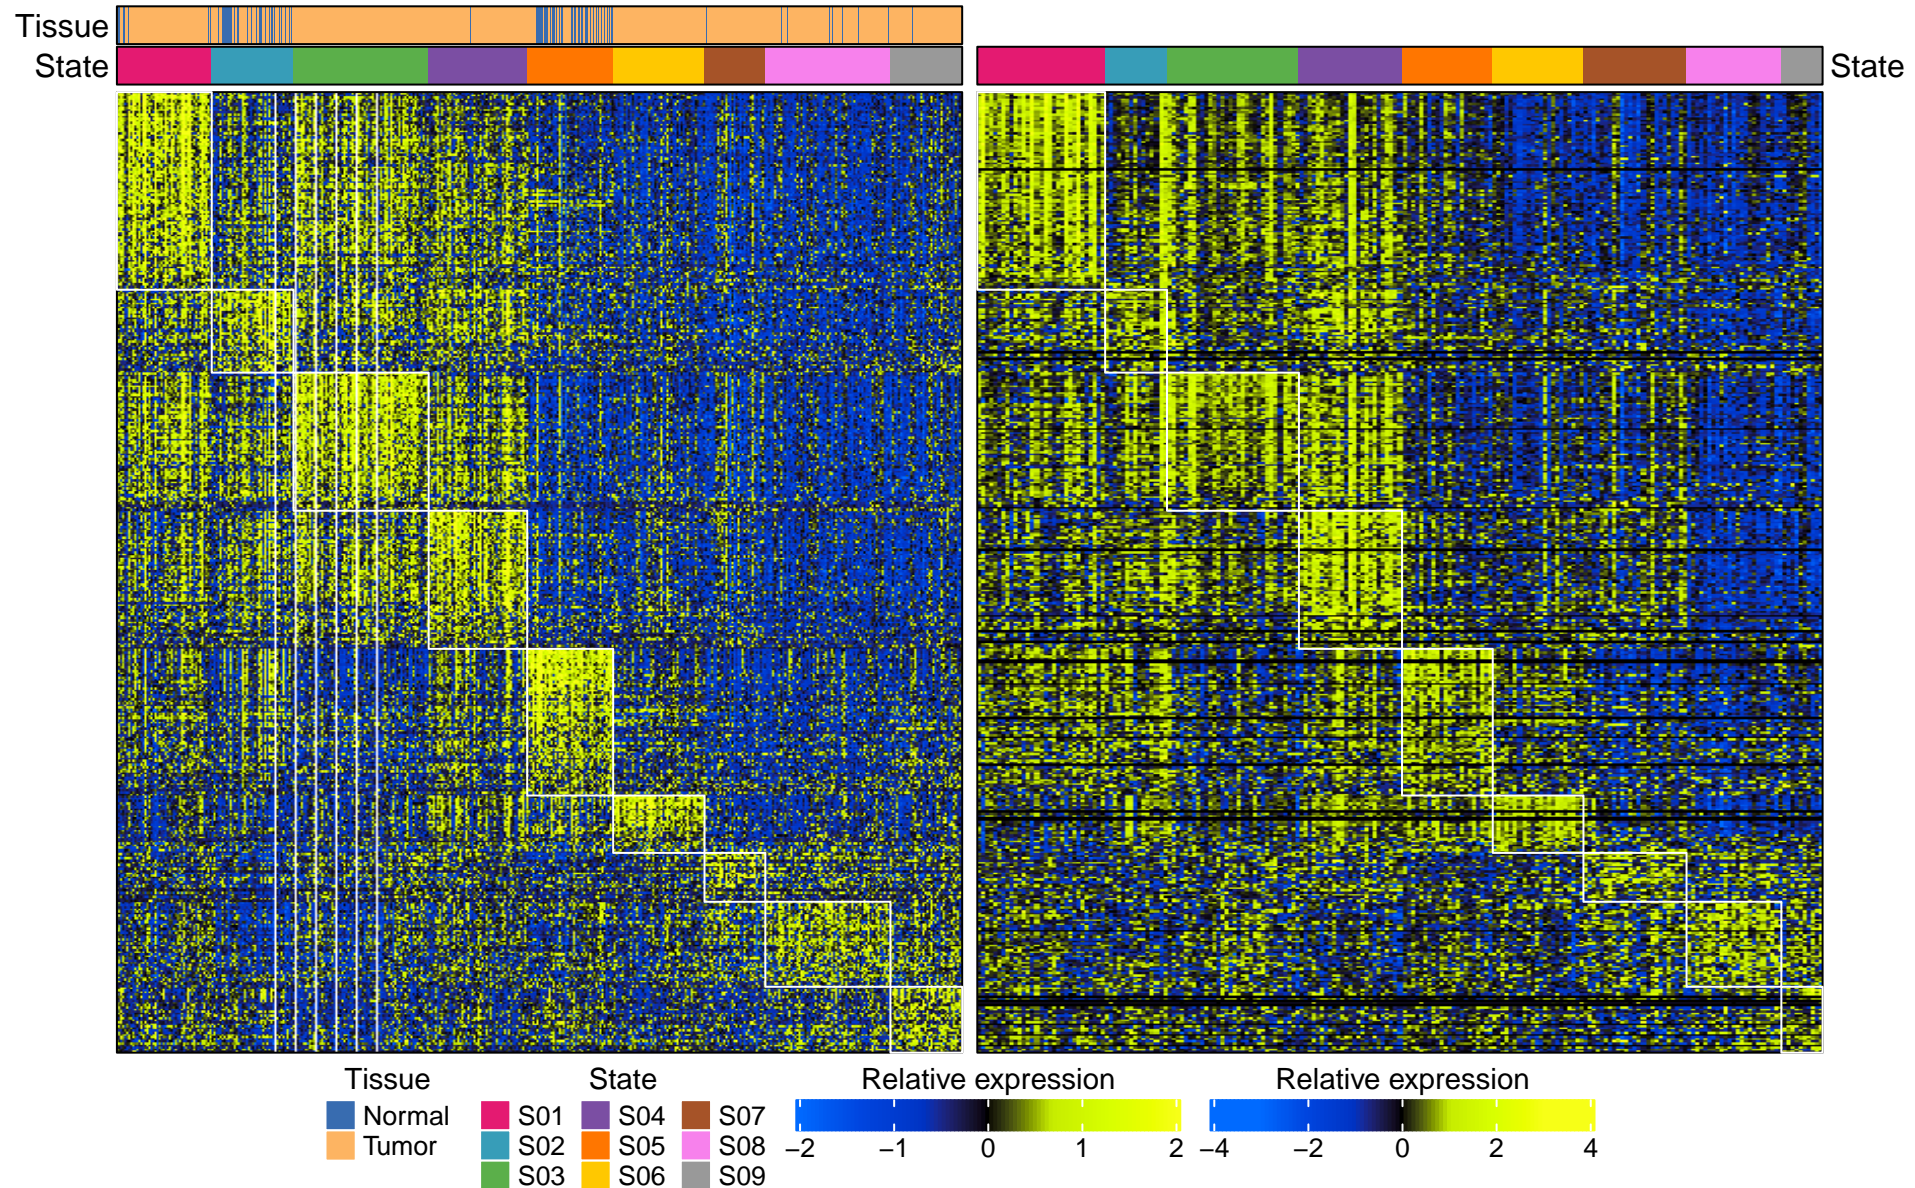 Tissue
State
State
Tissue
Normal
Tumor
State
S01 S04 S07
S02 S05 S08
S03 S06 S09
Relative expression
−2 −1 0 1 2
Relative expression
−4 −2 0 2 4